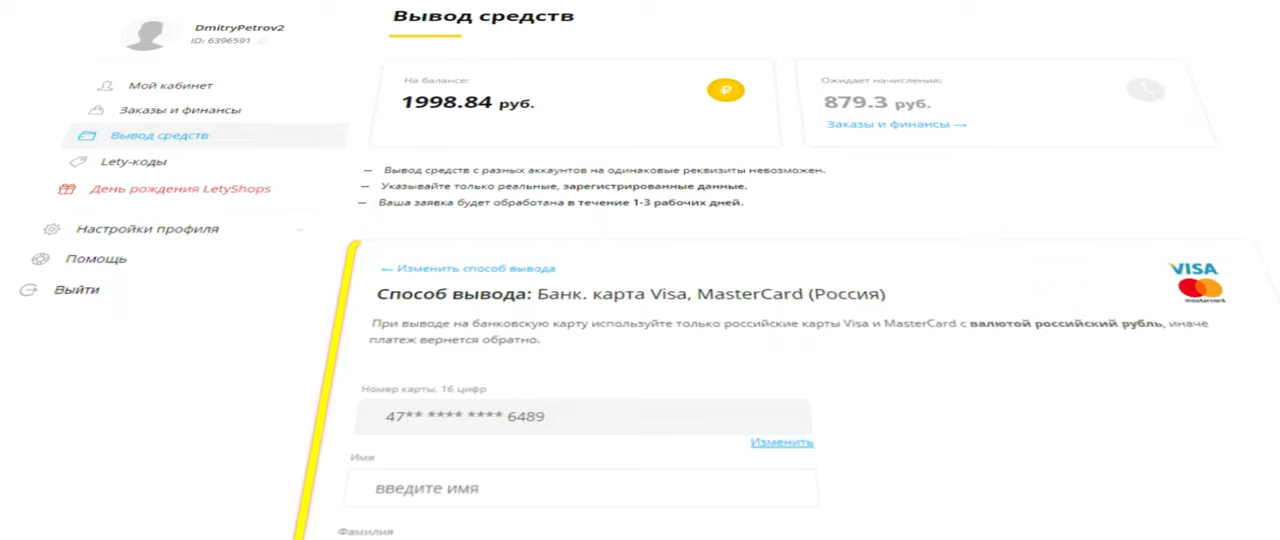 DmitryPetrov2
ID: 6396591
Мой кабинет
Заказы и финансы
Вывод средств
Lety-коды
День рождения LetyShops
Настройки профиля
Помощь
Выйти
Вывод средств
На балансе:
1998.84 руб.
₽
Ожидает начисления:
879.3 руб.
Заказы и финансы →
— Вывод средств с разных аккаунтов на одинаковые реквизиты невозможен.
— Указывайте только реальные, зарегистрированные данные.
— Ваша заявка будет обработана в течение 1-3 рабочих дней.
← Изменить способ вывода
VISA
mastercard
Способ вывода: Банк. карта Visa, MasterCard (Россия)
При выводе на банковскую карту используйте только российские карты Visa и MasterCard с валютой российский рубль, иначе
платеж вернется обратно.
Номер карты, 16 цифр
47** **** **** 6489
Изменить
Имя
введите имя
Фамилия